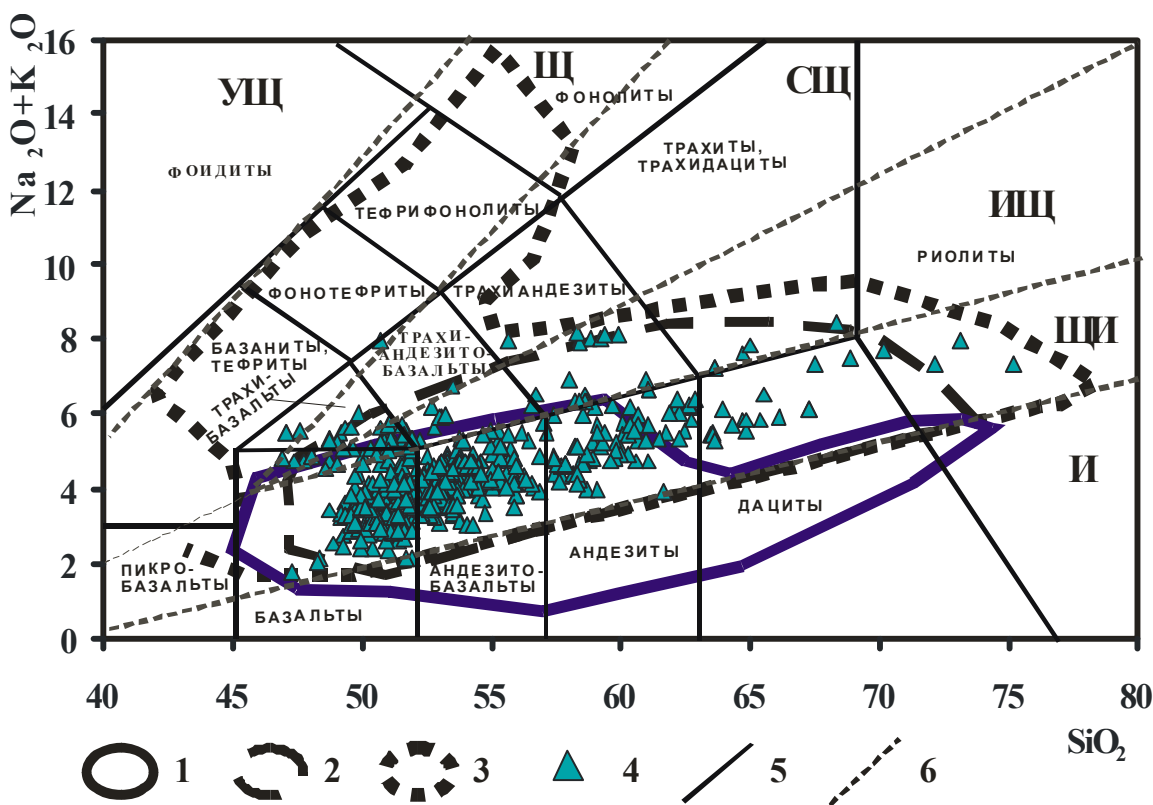 Na₂O+K₂O
16
14
12
10
8
6
4
2
0
УЩ
Щ
СЩ
ИЩ
ЩИ
И
ФОНОЛИТЫ
ТРАХИТЫ,
ТРАХИДАЦИТЫ
ФОИДИТЫ
ТЕФРИФОНОЛИТЫ
РИОЛИТЫ
ФОНОТЕФРИТЫ
ТРАХИАНДЕЗИТЫ
БАЗАНИТЫ,
ТЕФРИТЫ
ТРАХИ-
АНДЕЗИТО-
БАЗАЛЬТЫ
ТРАХИ-
БАЗАЛЬТЫ
ПИКРО-
БАЗАЛЬТЫ
БАЗАЛЬТЫ
АНДЕЗИТО-
БАЗАЛЬТЫ
АНДЕЗИТЫ
ДАЦИТЫ
40 45 50 55 60 65 70 75 80
SiO₂
1 2 3 4 5 6